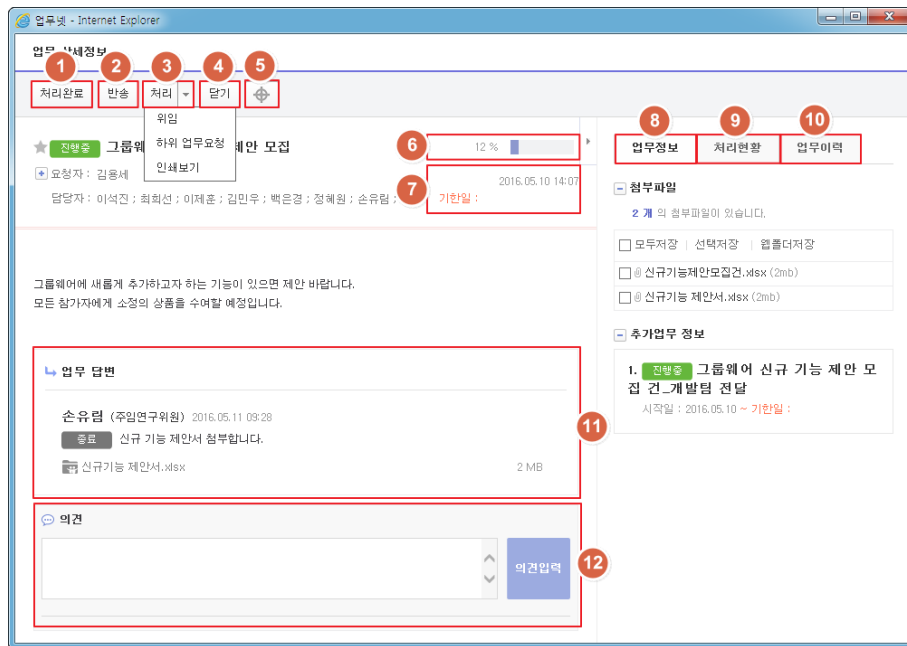 업무넷 - Internet Explorer
업무 상세정보
1 2 3 4 5
처리완료 반송 처리 닫기
위임
하위 업무요청
인쇄보기
진행중 그룹웨 제안 모집
6 12 %
요청자 : 김용세
7 2016.05.10 14:07
담당자 : 이석진 ; 최희선 ; 이제훈 ; 김민우 ; 백은경 ; 정혜원 ; 손유림 ;
기한일 :
그룹웨어에 새롭게 추가하고자 하는 기능이 있으면 제안 바랍니다.
모든 참가자에게 소정의 상품을 수여할 예정입니다.
업무 답변
손유림 (주임연구위원) 2016.05.11 09:28
종료 신규 기능 제안서 첨부합니다.
신규기능 제안서.xlsx 2 MB
11
의견
의견입력
12
8 9 10
업무정보 처리현황 업무이력
첨부파일
2 개 의 첨부파일이 있습니다.
모두저장 | 선택저장 | 웹폴더저장
신규기능제안모집건.xlsx (2mb)
신규기능 제안서.xlsx (2mb)
추가업무 정보
1. 진행중 그룹웨어 신규 기능 제안 모
집 건_개발팀 전달
시작일 : 2016.05.10 ~ 기한일 :